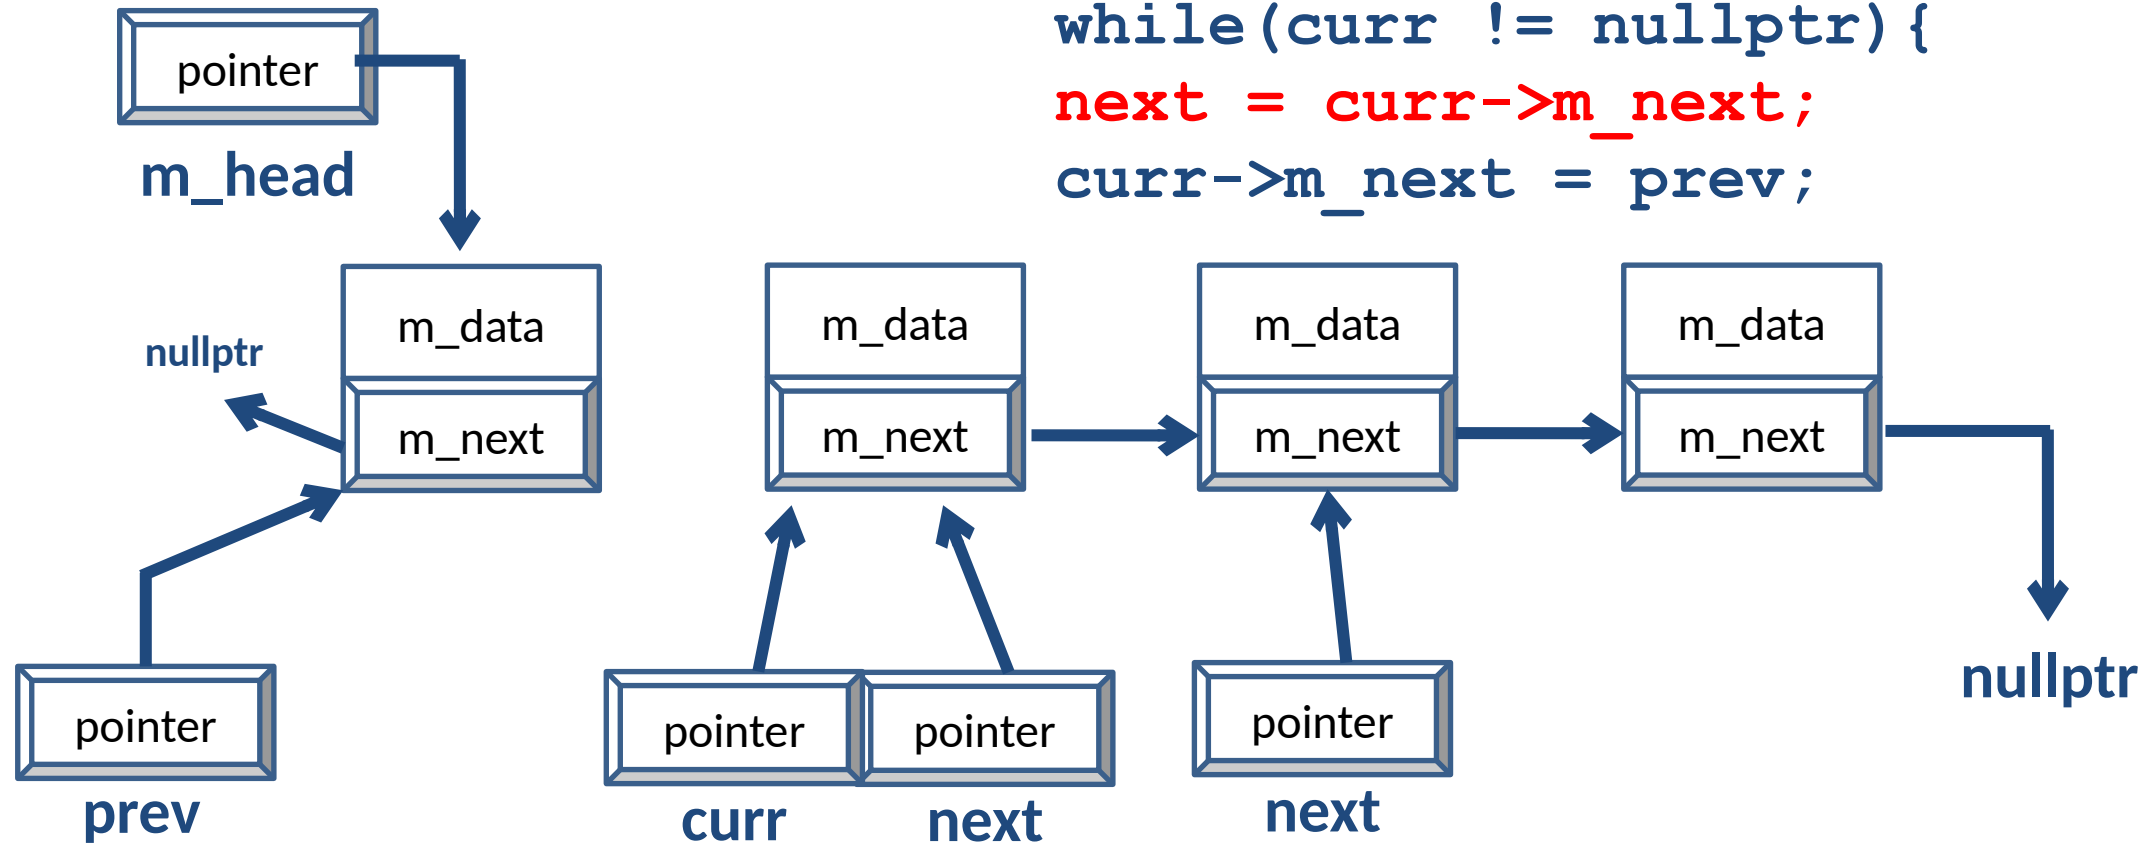 while(curr != nullptr){
next = curr->m_next;
curr->m_next = prev;
pointer
m_head
m_data
m_next
nullptr
m_data
m_next
m_data
m_next
m_data
m_next
nullptr
pointer
prev
pointer
curr
pointer
next
pointer
next